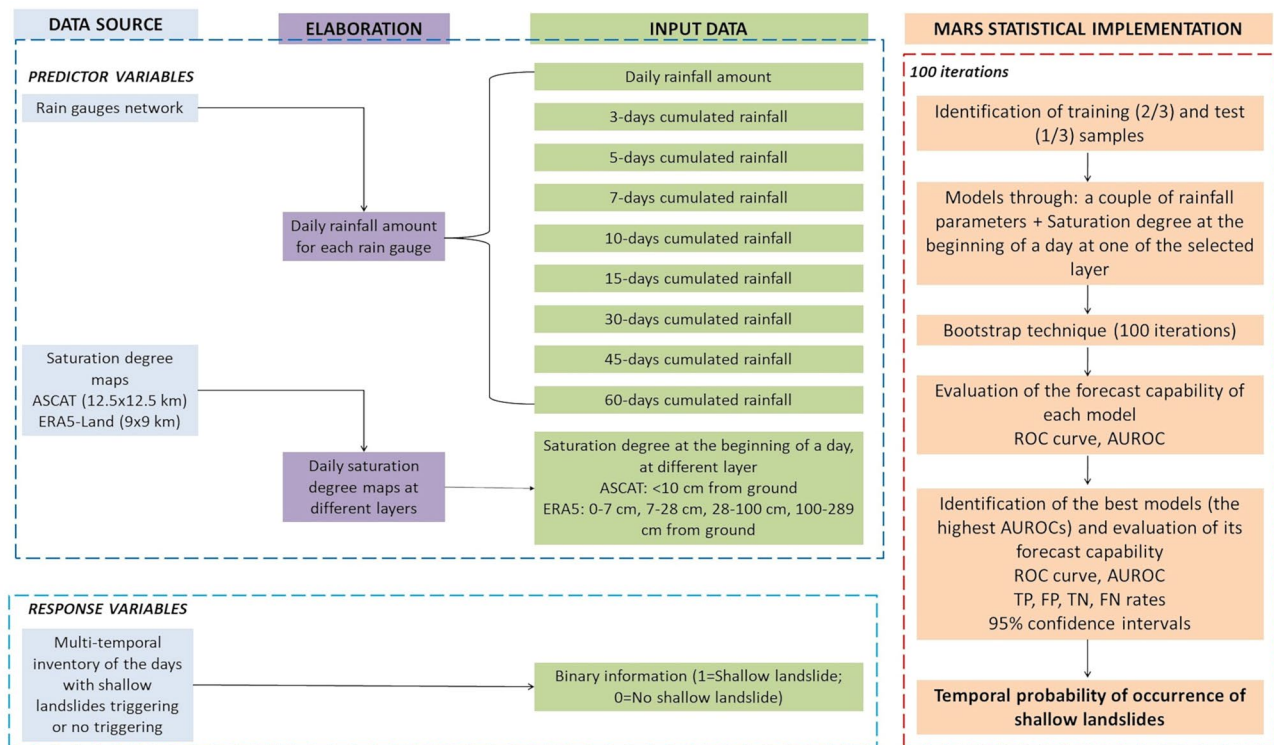 DATA SOURCE
ELABORATION
INPUT DATA
MARS STATISTICAL IMPLEMENTATION
PREDICTOR VARIABLES
Rain gauges network
Daily rainfall amount
for each rain gauge
Daily rainfall amount
3-days cumulated rainfall
5-days cumulated rainfall
7-days cumulated rainfall
10-days cumulated rainfall
15-days cumulated rainfall
30-days cumulated rainfall
45-days cumulated rainfall
60-days cumulated rainfall
Saturation degree
maps
ASCAT (12.5x12.5 km)
ERA5-Land (9x9 km)
Daily saturation
degree maps at
different layers
Saturation degree at the beginning of a day,
at different layer
ASCAT: <10 cm from ground
ERA5: 0-7 cm, 7-28 cm, 28-100 cm, 100-289
cm from ground
RESPONSE VARIABLES
Multi-temporal
inventory of the days
with shallow
landslides triggering
or no triggering
Binary information (1=Shallow landslide;
0=No shallow landslide)
100 iterations
Identification of training (2/3) and test
(1/3) samples
Models through: a couple of rainfall
parameters + Saturation degree at the
beginning of a day at one of the selected
layer
Bootstrap technique (100 iterations)
Evaluation of the forecast capability of
each model
ROC curve, AUROC
Identification of the best models (the
highest AUROCs) and evaluation of its
forecast capability
ROC curve, AUROC
TP, FP, TN, FN rates
95% confidence intervals
Temporal probability of occurrence of
shallow landslides